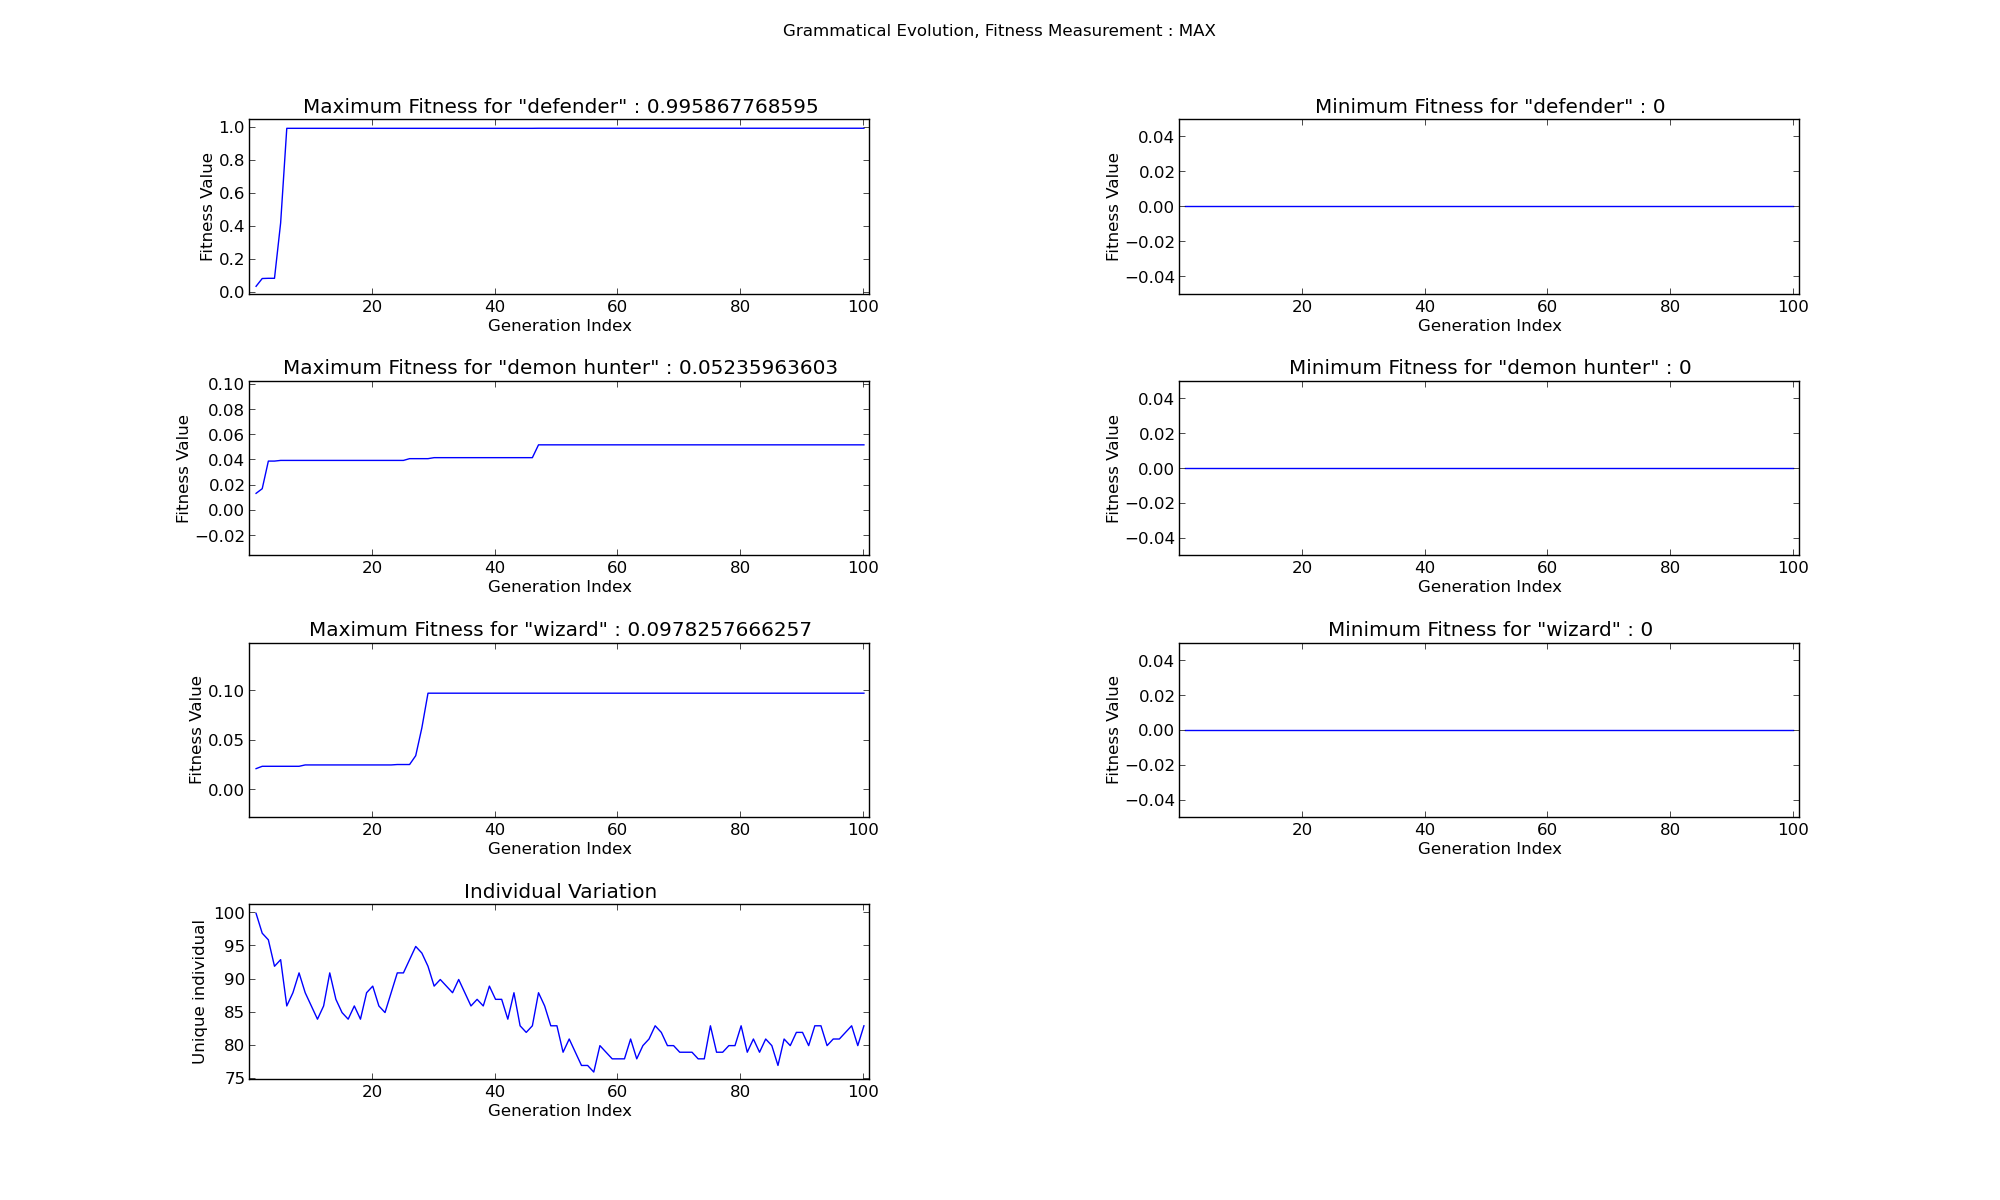 Grammatical Evolution, Fitness Measurement : MAX
Maximum Fitness for "defender" : 0.995867768595
1.0
0.8
0.6
0.4
0.2
0.0
Fitness Value
20 40 60 80 100
Generation Index
Minimum Fitness for "defender" : 0
0.04
0.02
0.00
−0.02
−0.04
Fitness Value
20 40 60 80 100
Generation Index
Maximum Fitness for "demon hunter" : 0.05235963603
0.10
0.08
0.06
0.04
0.02
0.00
−0.02
Fitness Value
20 40 60 80 100
Generation Index
Minimum Fitness for "demon hunter" : 0
0.04
0.02
0.00
−0.02
−0.04
Fitness Value
20 40 60 80 100
Generation Index
Maximum Fitness for "wizard" : 0.0978257666257
0.10
0.05
0.00
Fitness Value
20 40 60 80 100
Generation Index
Minimum Fitness for "wizard" : 0
0.04
0.02
0.00
−0.02
−0.04
Fitness Value
20 40 60 80 100
Generation Index
Individual Variation
100
95
90
85
80
75
Unique individual
20 40 60 80 100
Generation Index